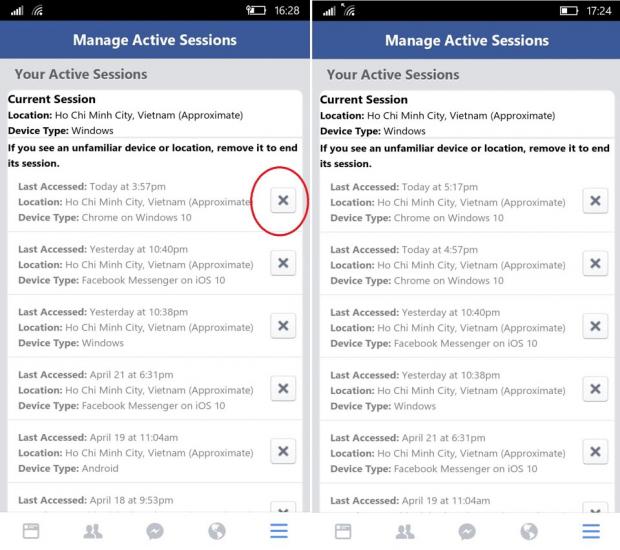 16:28
Manage Active Sessions
Your Active Sessions
Current Session
Location: Ho Chi Minh City, Vietnam (Approximate)
Device Type: Windows
If you see an unfamiliar device or location, remove it to end
its session.
Last Accessed: Today at 3:57pm
Location: Ho Chi Minh City, Vietnam (Approximate)
Device Type: Chrome on Windows 10
Last Accessed: Yesterday at 10:40pm
Location: Ho Chi Minh City, Vietnam (Approximate)
Device Type: Facebook Messenger on iOS 10
Last Accessed: Yesterday at 10:38pm
Location: Ho Chi Minh City, Vietnam (Approximate)
Device Type: Windows
Last Accessed: April 21 at 6:31pm
Location: Ho Chi Minh City, Vietnam (Approximate)
Device Type: Facebook Messenger on iOS 10
Last Accessed: April 19 at 11:04am
Location: Ho Chi Minh City, Vietnam (Approximate)
Device Type: Android
Last Accessed: April 18 at 9:53pm
17:24
Manage Active Sessions
Your Active Sessions
Current Session
Location: Ho Chi Minh City, Vietnam (Approximate)
Device Type: Windows
If you see an unfamiliar device or location, remove it to end
its session.
Last Accessed: Today at 5:17pm
Location: Ho Chi Minh City, Vietnam (Approximate)
Device Type: Chrome on Windows 10
Last Accessed: Today at 4:57pm
Location: Ho Chi Minh City, Vietnam (Approximate)
Device Type: Chrome on Windows 10
Last Accessed: Yesterday at 10:40pm
Location: Ho Chi Minh City, Vietnam (Approximate)
Device Type: Facebook Messenger on iOS 10
Last Accessed: Yesterday at 10:38pm
Location: Ho Chi Minh City, Vietnam (Approximate)
Device Type: Windows
Last Accessed: April 21 at 6:31pm
Location: Ho Chi Minh City, Vietnam (Approximate)
Device Type: Facebook Messenger on iOS 10
Last Accessed: April 19 at 11:04am